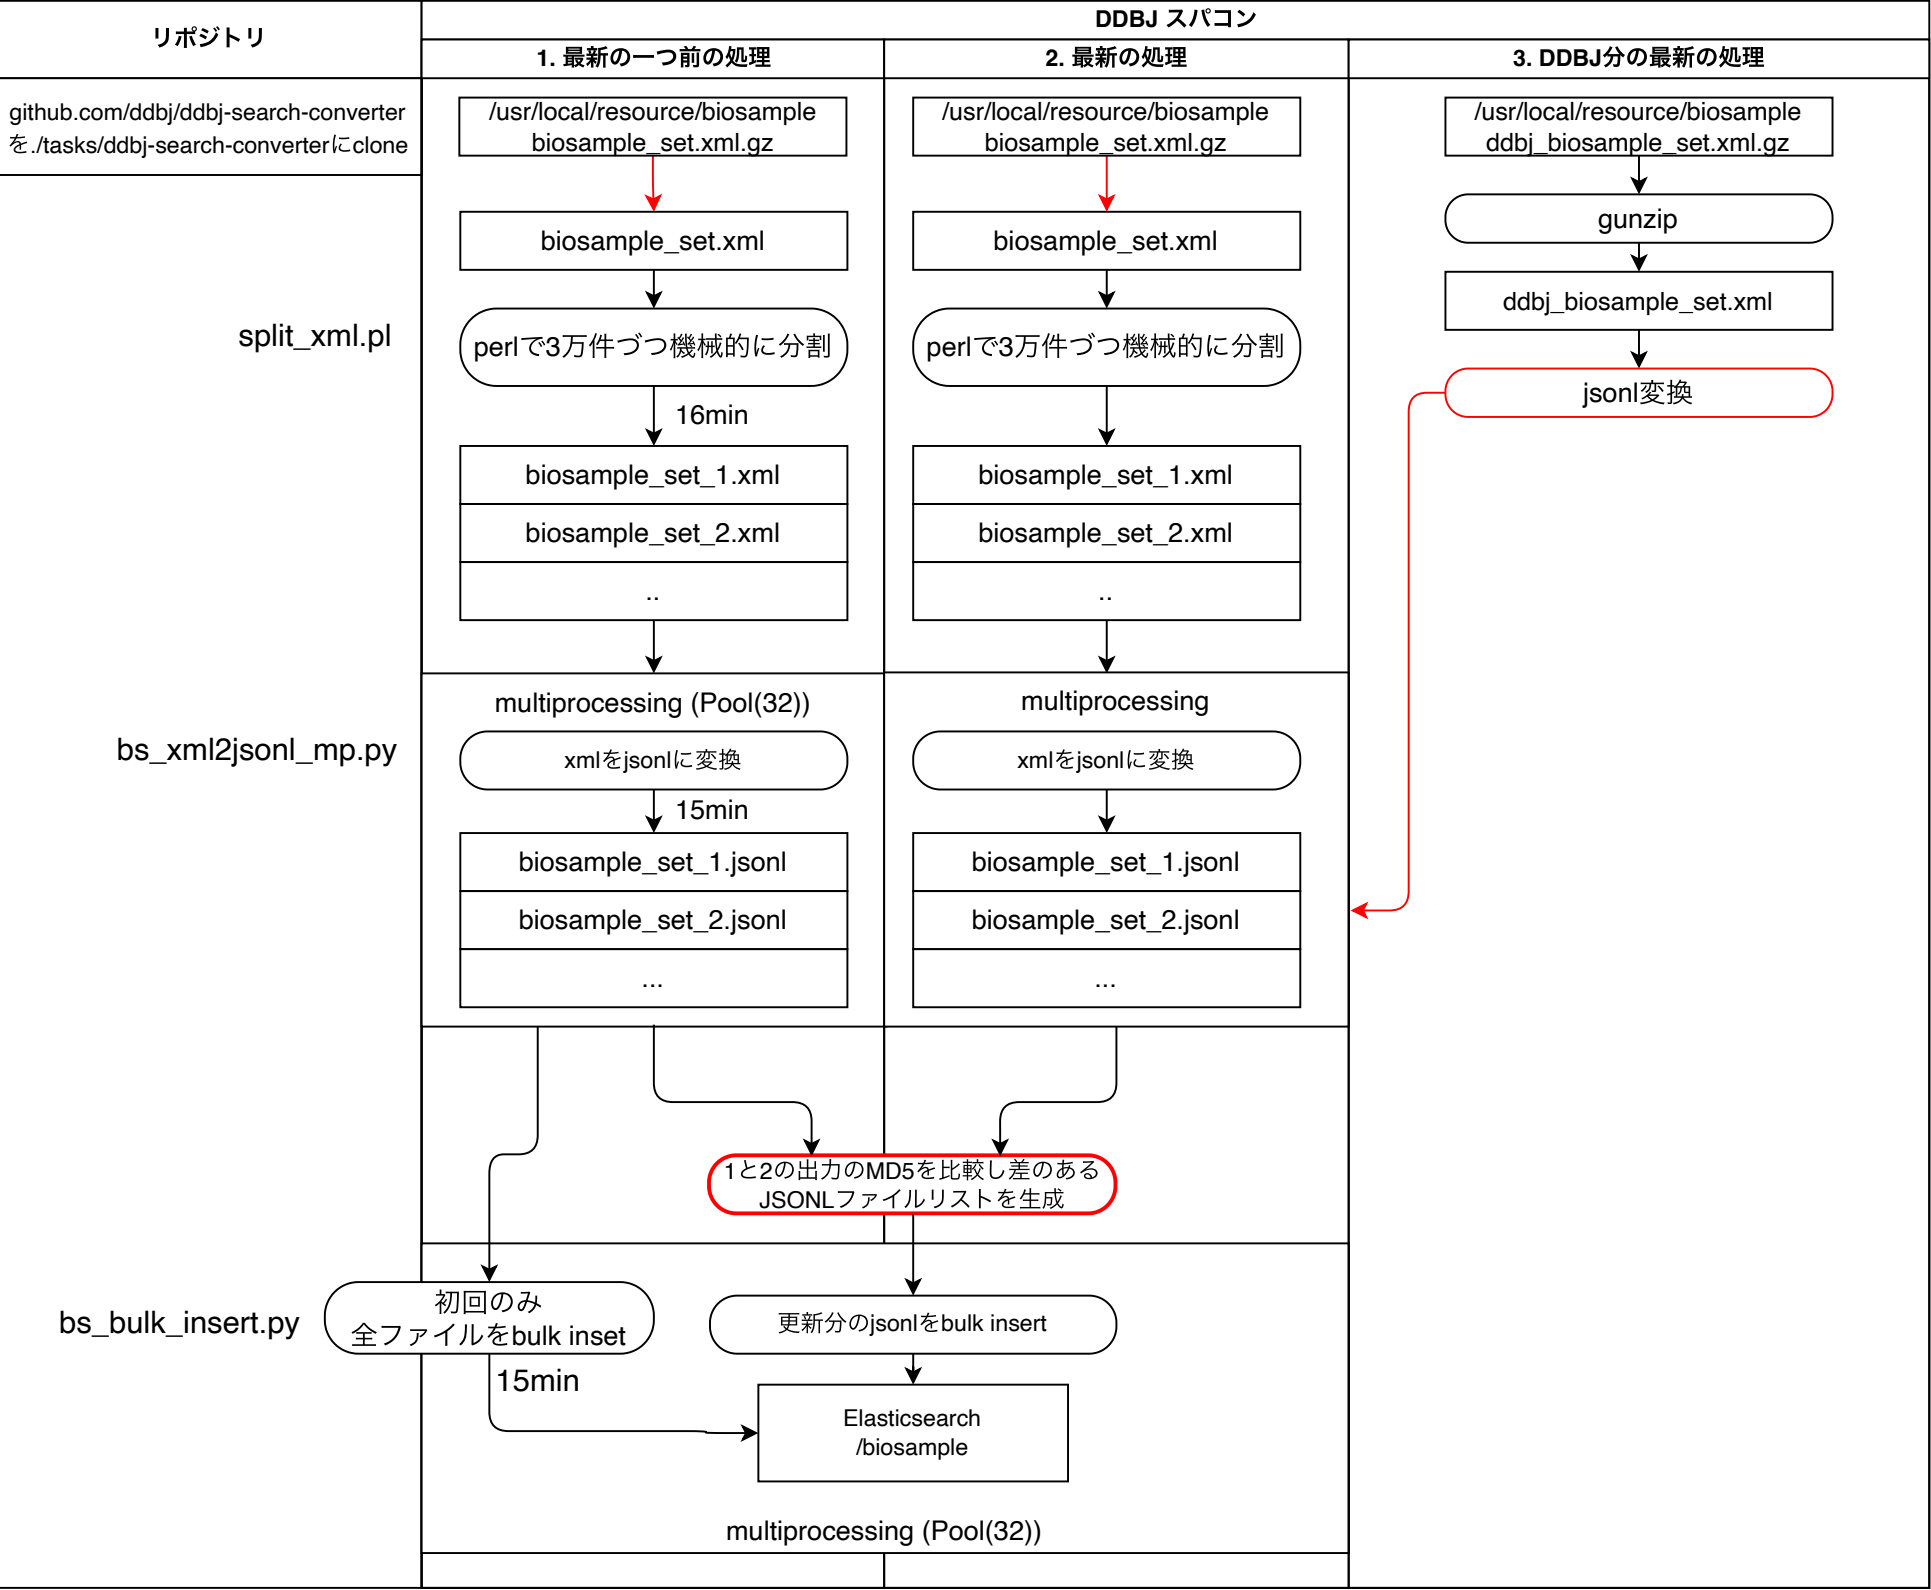 リポジトリ
DDBJ スパコン
1. 最新の一つ前の処理
2. 最新の処理
3. DDBJ分の最新の処理
github.com/ddbj/ddbj-search-converter
を./tasks/ddbj-search-converterにclone
/usr/local/resource/biosample
biosample_set.xml.gz
/usr/local/resource/biosample
biosample_set.xml.gz
/usr/local/resource/biosample
ddbj_biosample_set.xml.gz
biosample_set.xml
biosample_set.xml
gunzip
ddbj_biosample_set.xml
split_xml.pl
perlで3万件づつ機械的に分割
perlで3万件づつ機械的に分割
jsonl変換
16min
biosample_set_1.xml
biosample_set_2.xml
..
biosample_set_1.xml
biosample_set_2.xml
..
bs_xml2jsonl_mp.py
multiprocessing (Pool(32))
xmlをjsonlに変換
15min
biosample_set_1.jsonl
biosample_set_2.jsonl
...
multiprocessing
xmlをjsonlに変換
biosample_set_1.jsonl
biosample_set_2.jsonl
...
1と2の出力のMD5を比較し差のある
JSONLファイルリストを生成
bs_bulk_insert.py
初回のみ
全ファイルをbulk inset
15min
更新分のjsonlをbulk insert
Elasticsearch
/biosample
multiprocessing (Pool(32))